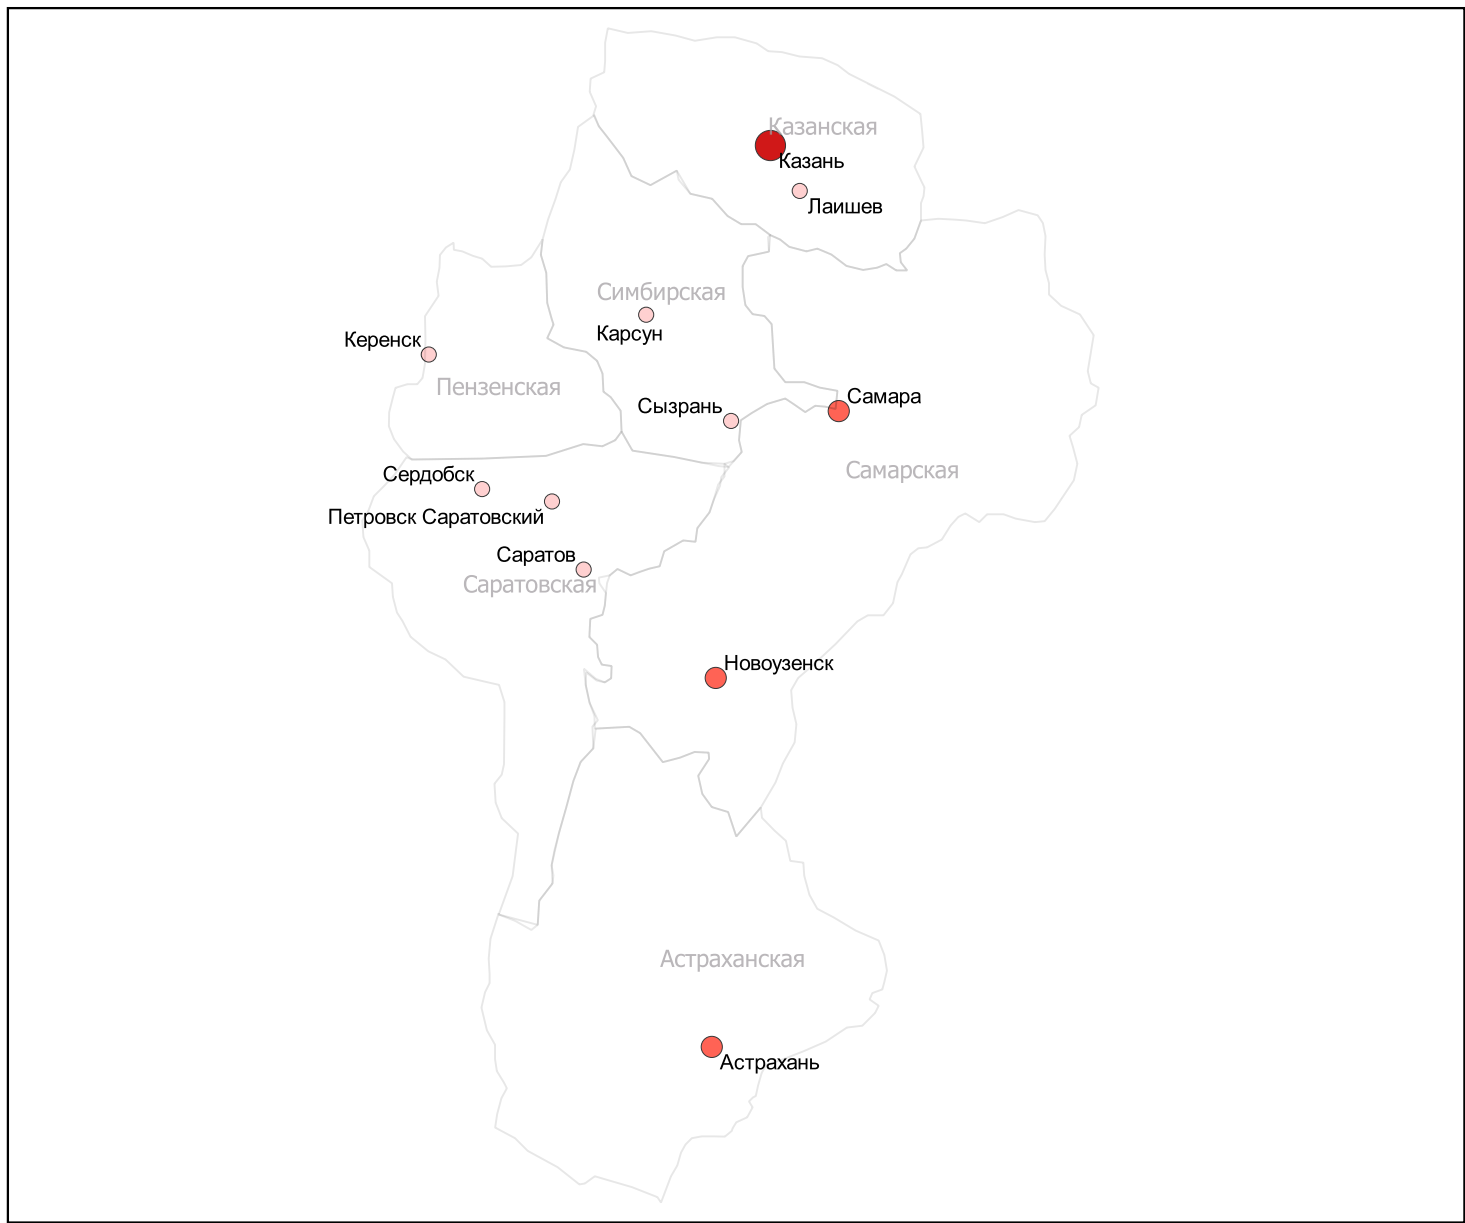 Казанская
Казань
Лаишев
Симбирская
Карсун
Керенск
Пензенская
Самара
Сызрань
Самарская
Сердобск
Петровск Саратовский
Саратов
Саратовская
Новоузенск
Астраханская
Астрахань